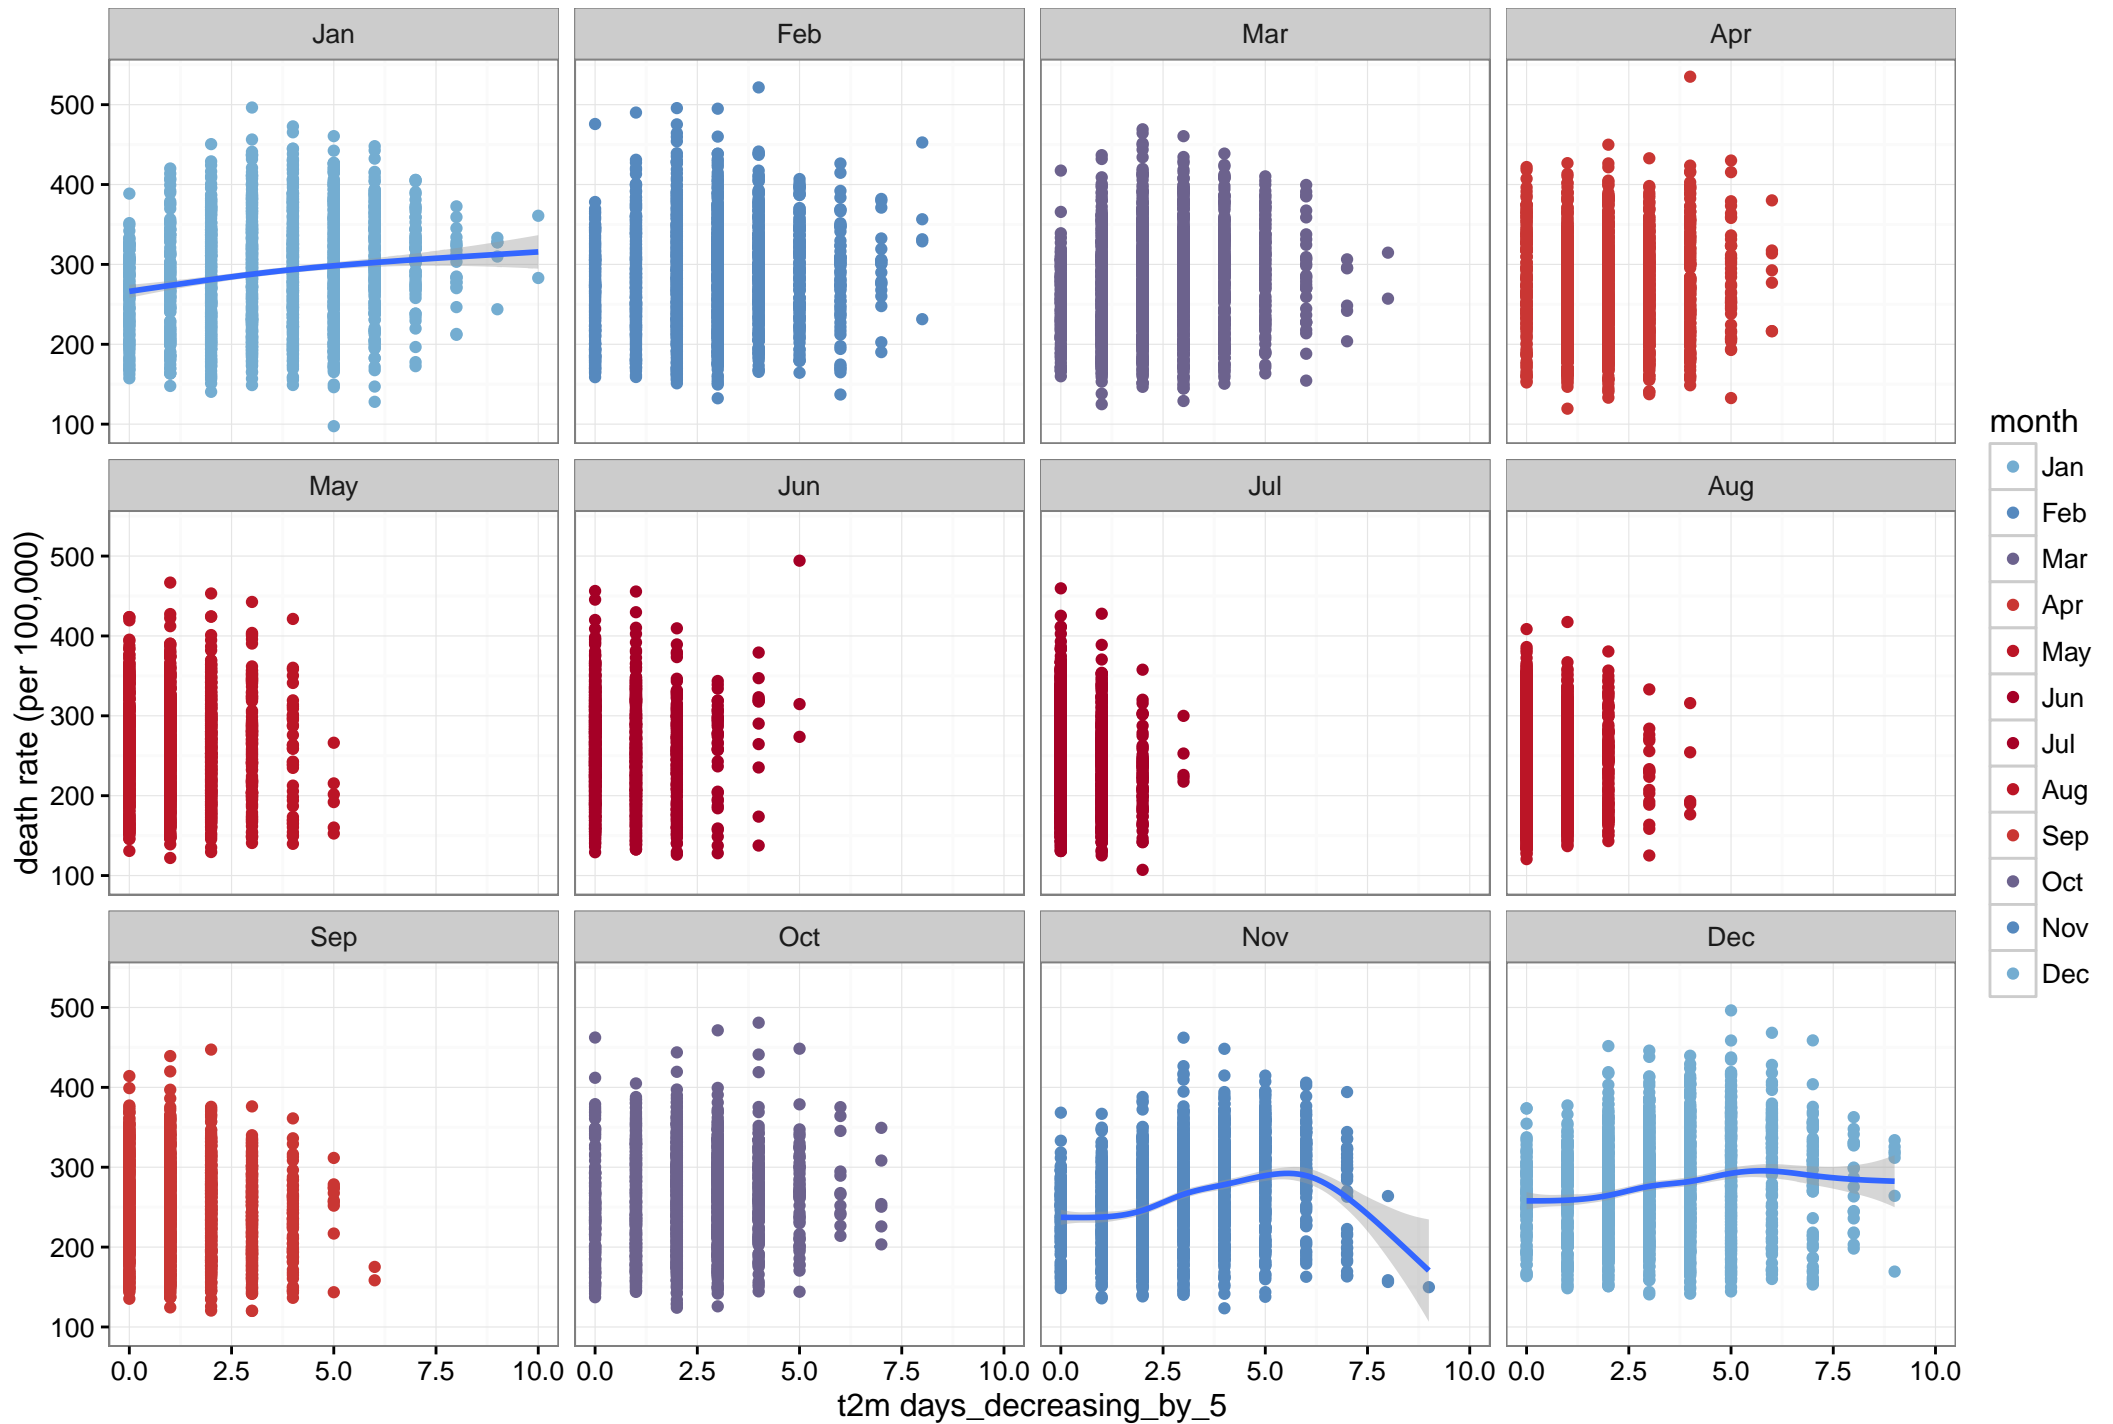 Jan Feb Mar Apr
500
400
300
200
100
May Jun Jul Aug
500
400
300
200
100
Sep Oct Nov Dec
500
400
300
200
100
0.0 2.5 5.0 7.5 10.0 0.0 2.5 5.0 7.5 10.0 0.0 2.5 5.0 7.5 10.0 0.0 2.5 5.0 7.5 10.0
t2m days_decreasing_by_5
death rate (per 100,000)
month
Jan
Feb
Mar
Apr
May
Jun
Jul
Aug
Sep
Oct
Nov
Dec